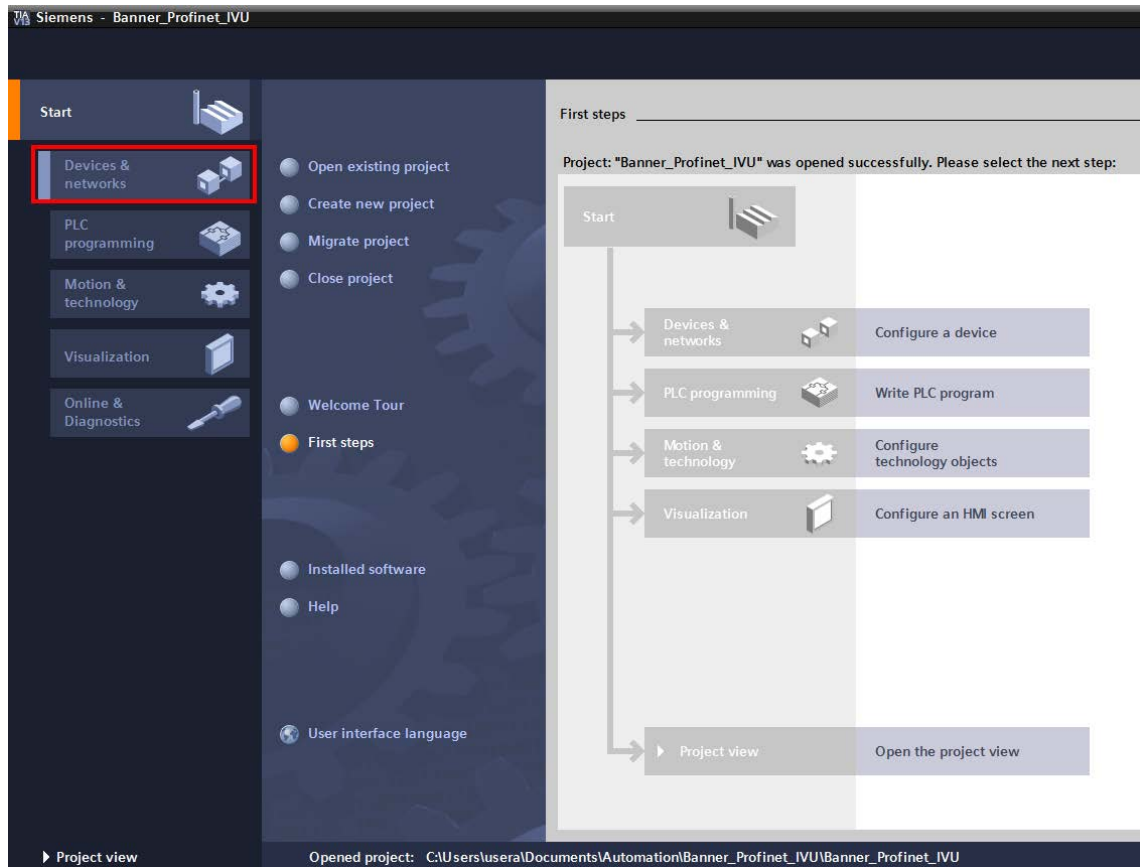 TIA V13 Siemens - Banner_Profinet_IVU
Start
Devices &
networks
PLC
programming
Motion &
technology
Visualization
Online &
Diagnostics
Project view
Open existing project
Create new project
Migrate project
Close project
Welcome Tour
First steps
Installed software
Help
User interface language
First steps
Project: "Banner_Profinet_IVU" was opened successfully. Please select the next step:
Start
Devices &
networks
Configure a device
PLC programming
Write PLC program
Motion &
technology
Configure
technology objects
Visualization
Configure an HMI screen
Project view
Open the project view
Opened project: C:\Users\usera\Documents\Automation\Banner_Profinet_IVU\Banner_Profinet_IVU